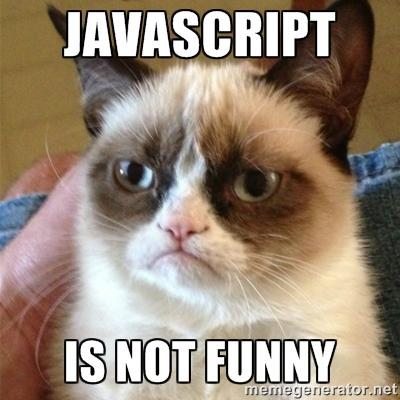 JAVASCRIPT
IS NOT FUNNY
memegenerator.net